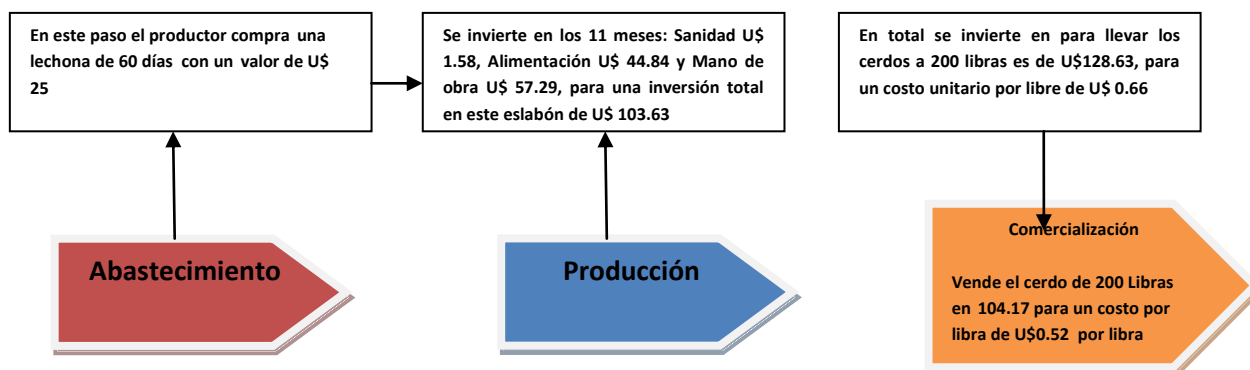 En este paso el productor compra una
lechona de 60 días con un valor de U$
25
Se invierte en los 11 meses: Sanidad U$
1.58, Alimentación U$ 44.84 y Mano de
obra U$ 57.29, para una inversión total
en este eslabón de U$ 103.63
En total se invierte en para llevar los
cerdos a 200 libras es de U$128.63, para
un costo unitario por libre de U$ 0.66
Abastecimiento
Producción
Comercialización
Vende el cerdo de 200 Libras
en 104.17 para un costo por
libra de U$0.52 por libra